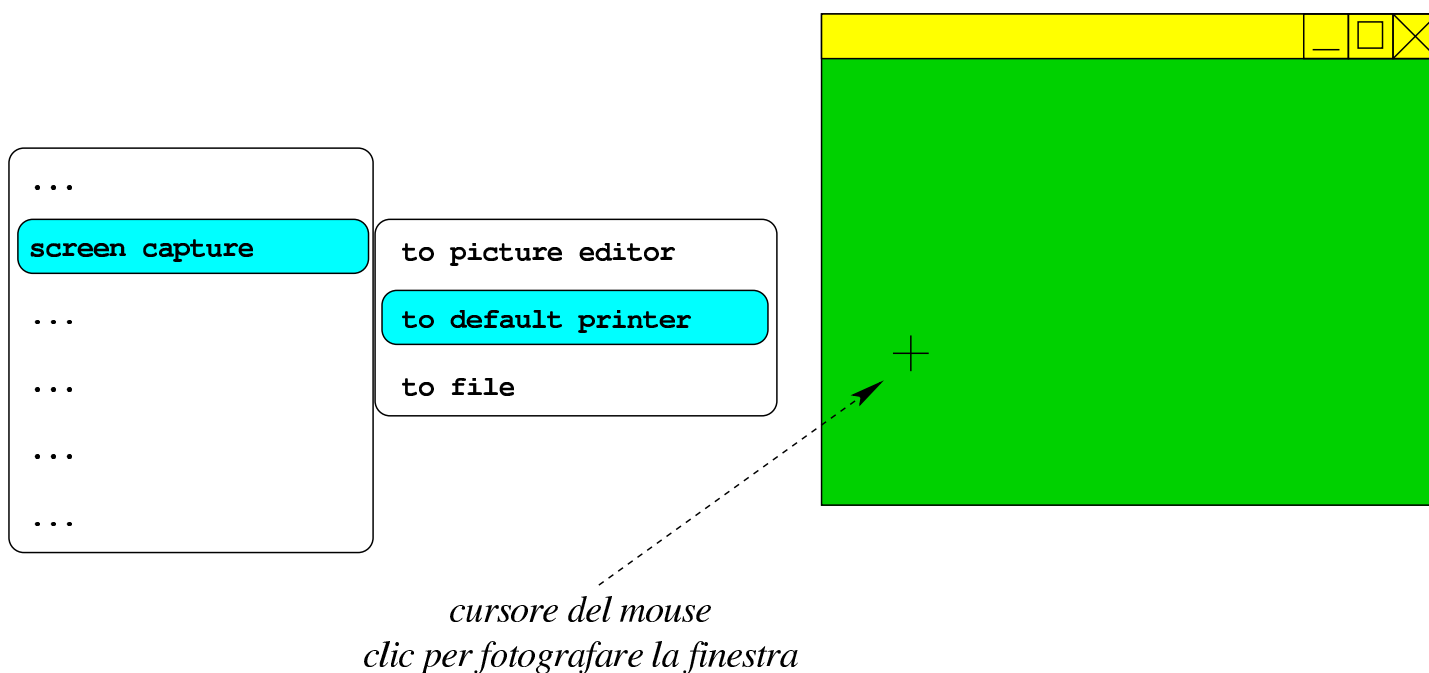 ...
screen capture
...
...
...
...
to picture editor
to default printer
to file
cursore del mouse
clic per fotografare la finestra